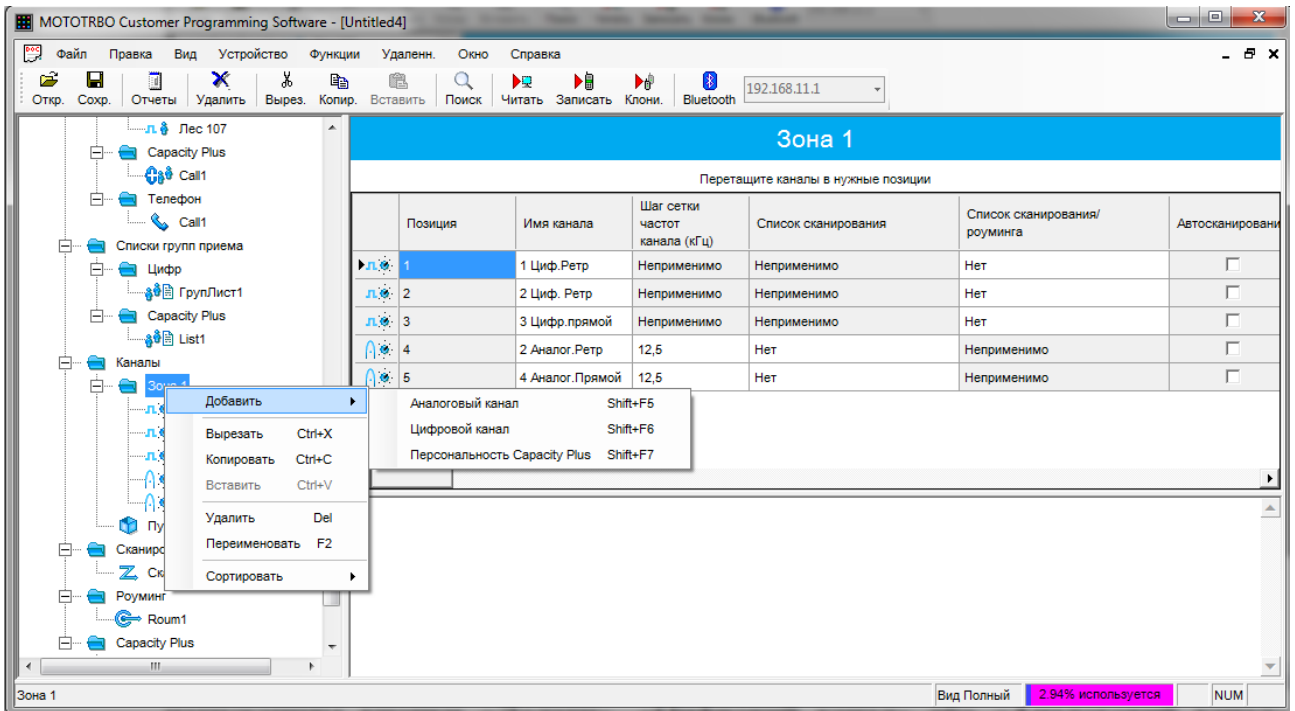 MOTOTRBO Customer Programming Software - [Untitled4]
Файл Правка Вид Устройство Функции Удаленн. Окно Справка
Откр. Сохр. Отчеты Удалить Вырез. Копир. Вставить Поиск Читать Записать Клони. Bluetooth 192.168.11.1
Лес 107
Capacity Plus
Call1
Телефон
Call1
Списки групп приема
Цифр
ГрупЛист1
Capacity Plus
List1
Каналы
Зона 1
Пу
Сканиро
Ск
Роуминг
Roum1
Capacity Plus
Зона 1
Перетащите каналы в нужные позиции
Позиция Имя канала Шаг сетки частот канала (кГц) Список сканирования Список сканирования/ роуминга Автосканировани
1 1 Циф.Ретр Неприменимо Неприменимо Нет
2 2 Циф. Ретр Неприменимо Неприменимо Нет
3 3 Цифр.прямой Неприменимо Неприменимо Нет
4 2 Аналог.Ретр 12,5 Нет Неприменимо
5 4 Аналог.Прямой 12,5 Нет Неприменимо
Добавить
Вырезать Ctrl+X
Копировать Ctrl+C
Вставить Ctrl+V
Удалить Del
Переименовать F2
Сортировать
Аналоговый канал Shift+F5
Цифровой канал Shift+F6
Персональность Capacity Plus Shift+F7
Зона 1 Вид Полный 2.94% используется NUM